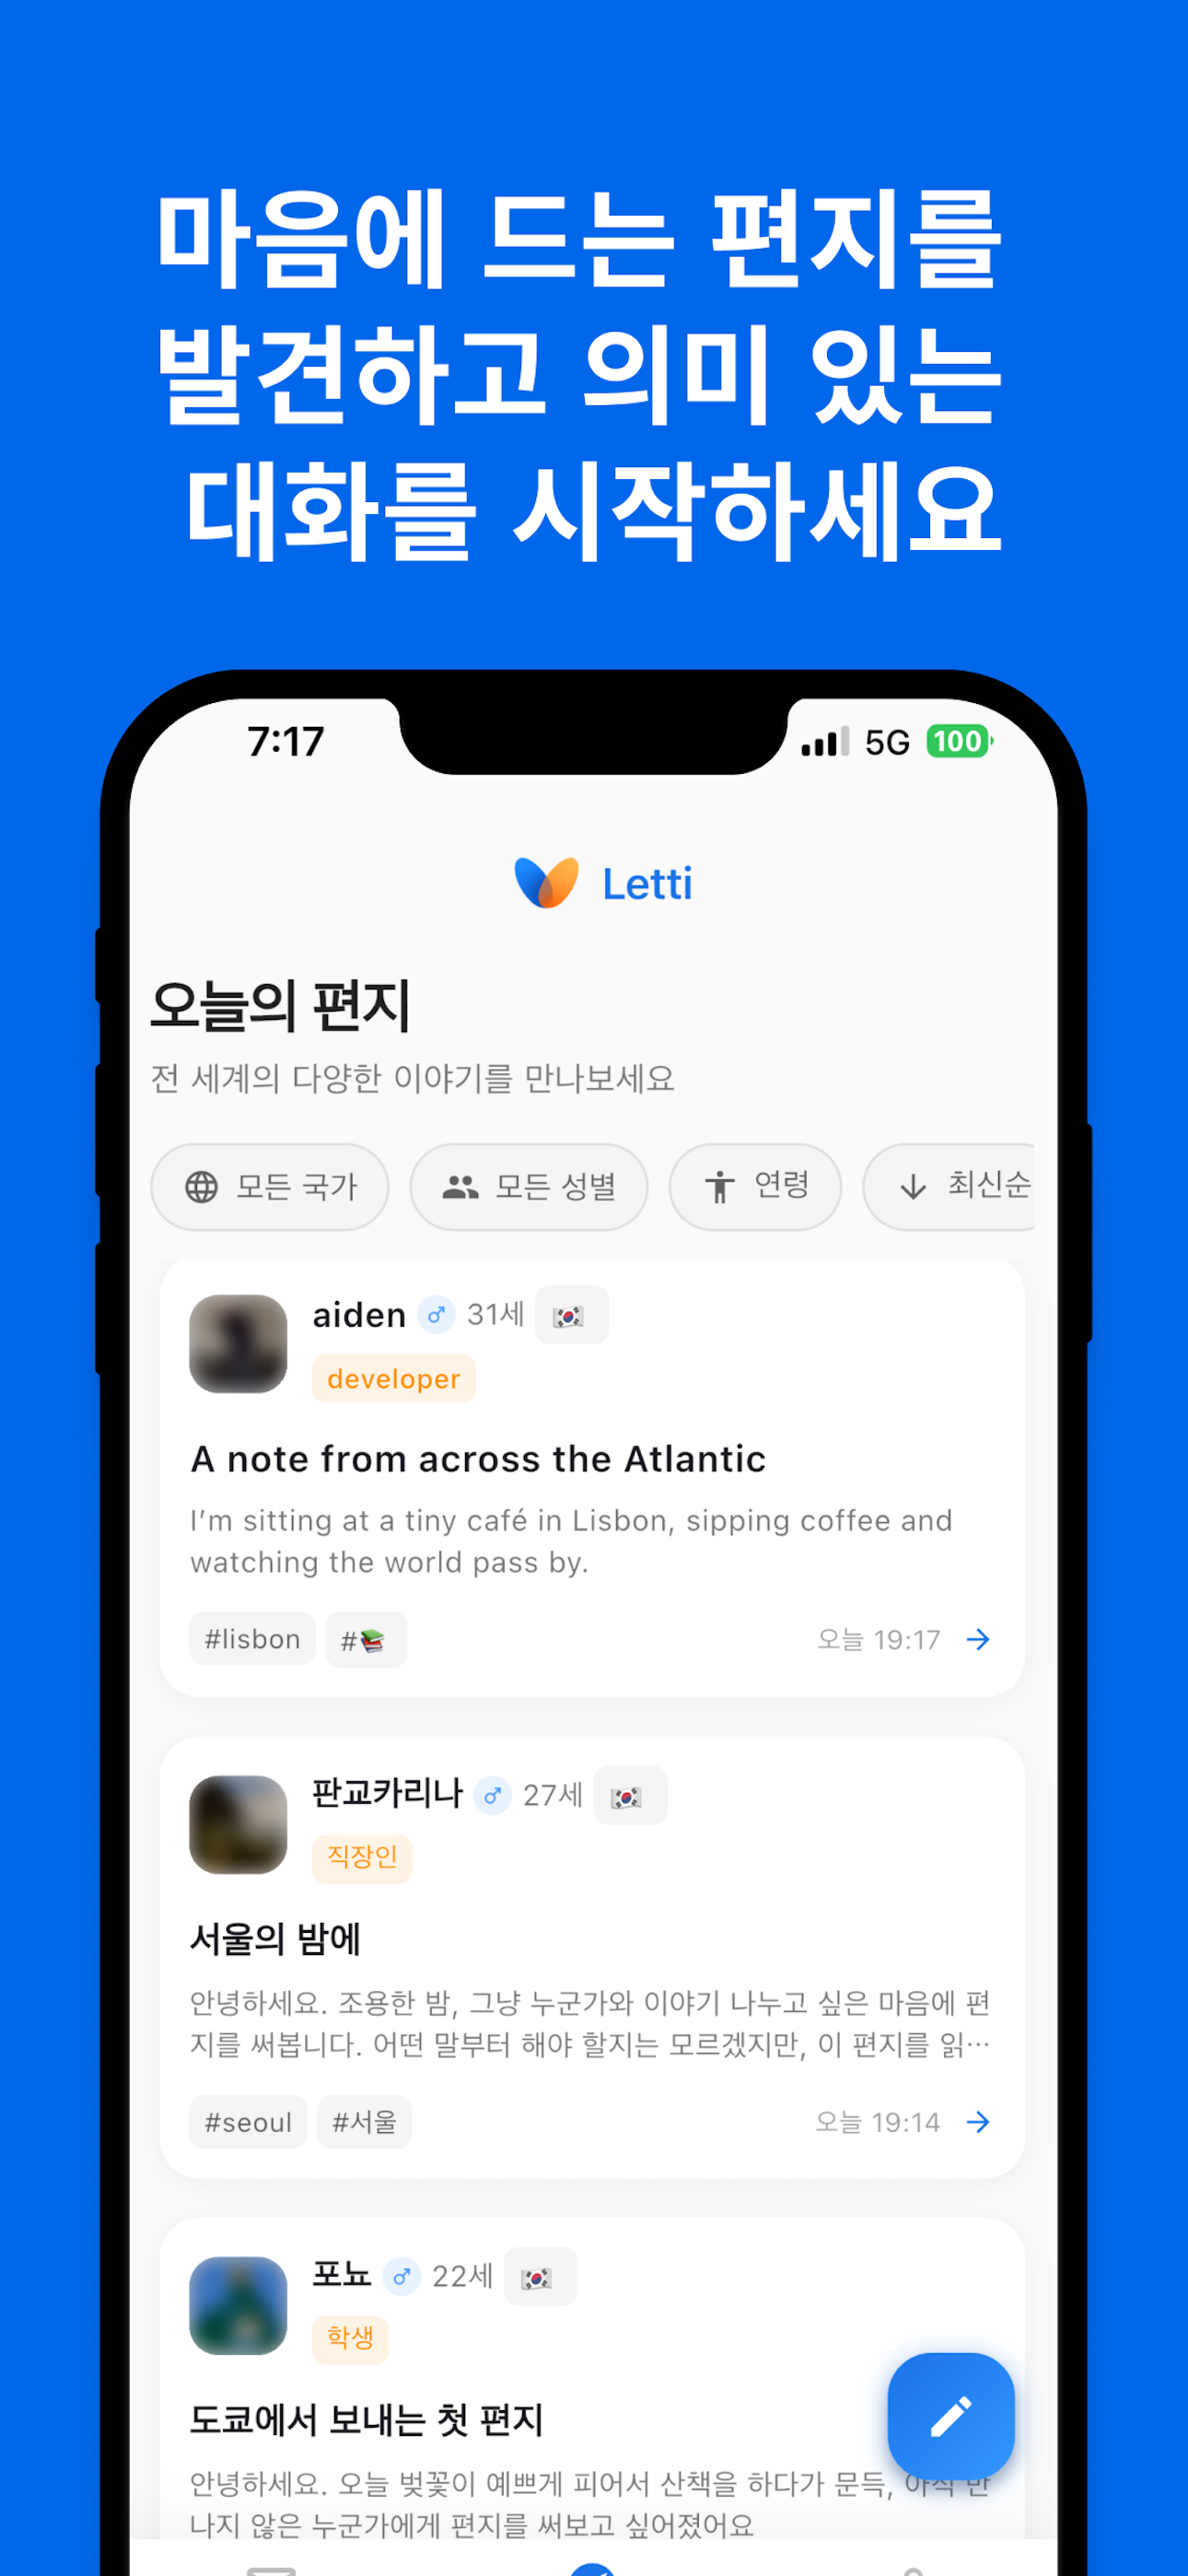 마음에 드는 편지를
발견하고 의미 있는
대화를 시작하세요
7:17
5G 100
Letti
오늘의 편지
전 세계의 다양한 이야기를 만나보세요
모든 국가 모든 성별 연령 최신순
aiden ♂ 31세 🇰🇷
developer
A note from across the Atlantic
I’m sitting at a tiny café in Lisbon, sipping coffee and
watching the world pass by.
#lisbon #📚 오늘 19:17
판교카리나 ♂ 27세 🇰🇷
직장인
서울의 밤에
안녕하세요. 조용한 밤, 그냥 누군가와 이야기 나누고 싶은 마음에 편
지를 써봅니다. 어떤 말부터 해야 할지는 모르겠지만, 이 편지를 읽…
#seoul #서울 오늘 19:14
포뇨 ♂ 22세 🇰🇷
학생
도쿄에서 보내는 첫 편지
안녕하세요. 오늘 벚꽃이 예쁘게 피어서 산책을 하다가 문득, 아직 만
나지 않은 누군가에게 편지를 써보고 싶어졌어요